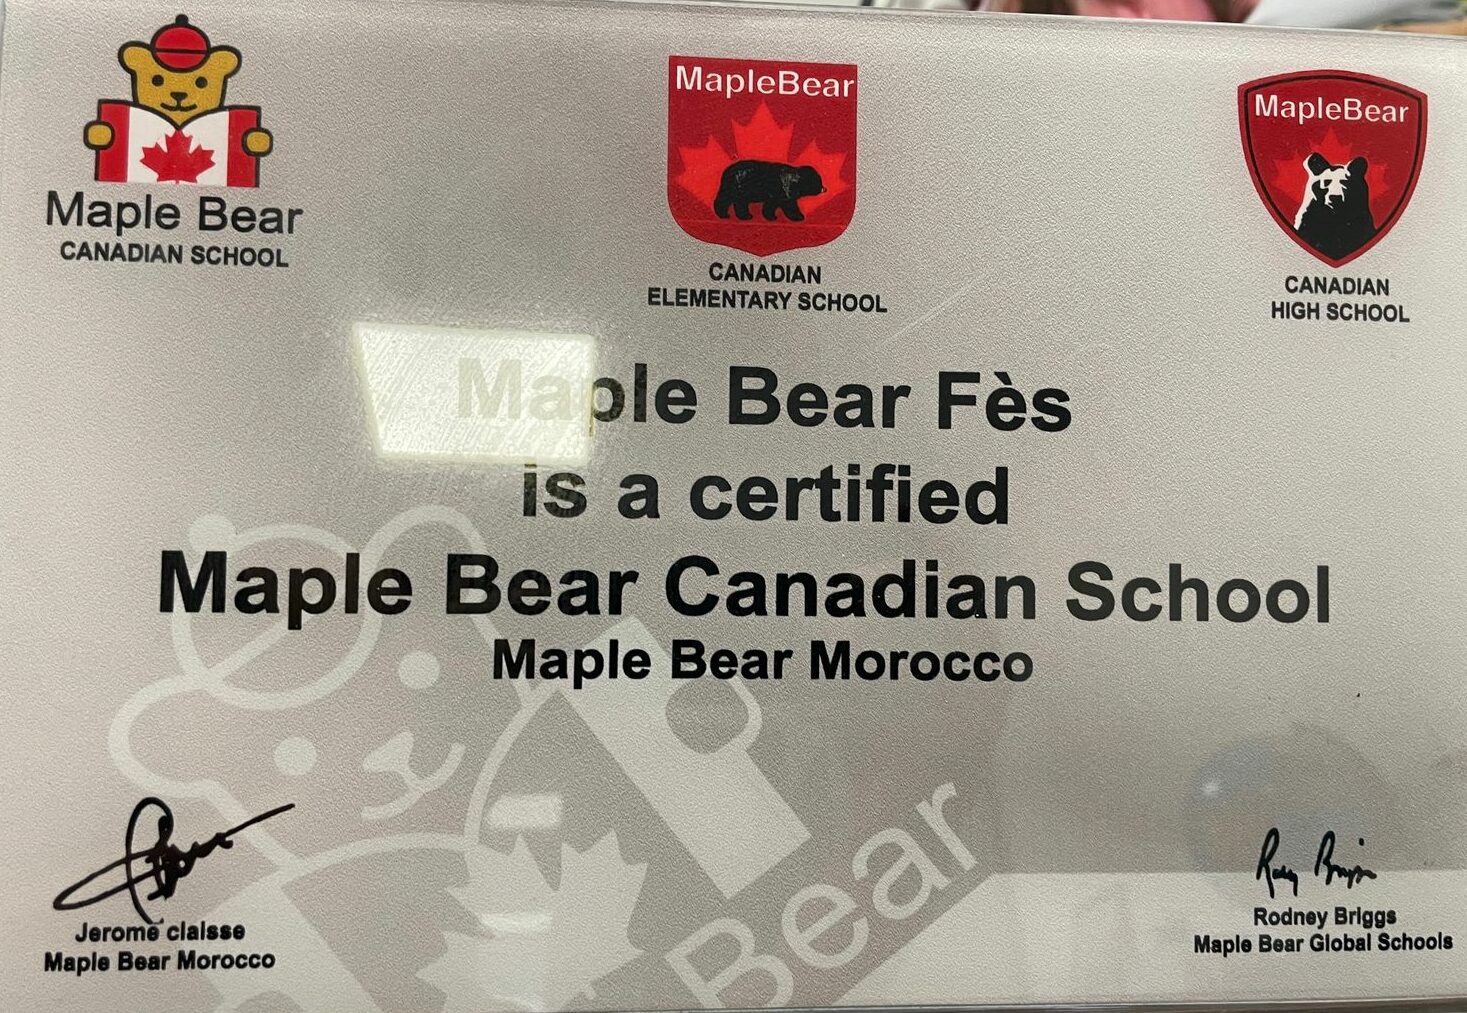 Maple Bear
CANADIAN SCHOOL
MapleBear
CANADIAN
ELEMENTARY SCHOOL
MapleBear
CANADIAN
HIGH SCHOOL
Maple Bear Fès
is a certified
Maple Bear Canadian School
Maple Bear Morocco
Bear
Jerome claisse
Maple Bear Morocco
Rodney Briggs
Maple Bear Global Schools